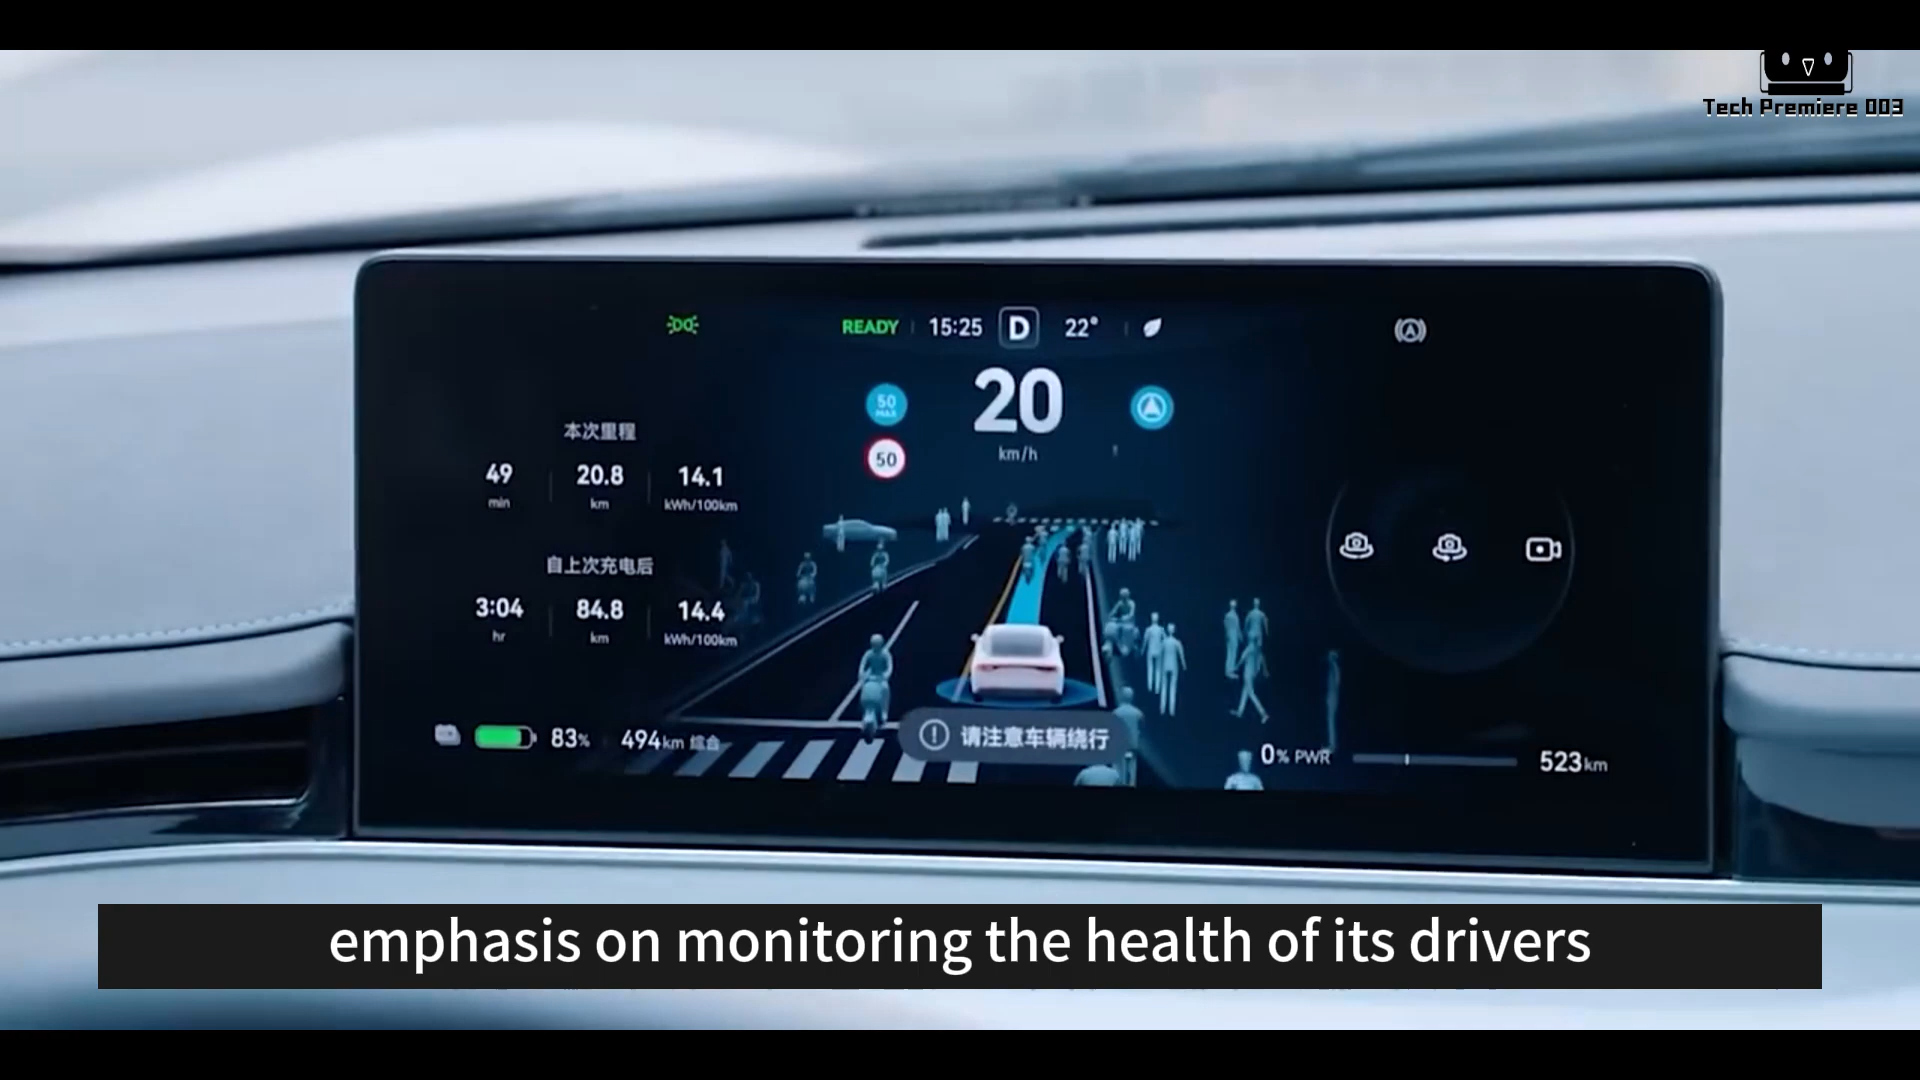 Tech Premiere 003
READY 15:25 D 22°
20
km/h
50
MAX
50
本次里程
49 20.8 14.1
min km kWh/100km
自上次充电后
3:04 84.8 14.4
hr km kWh/100km
83% 494km 综合
请注意车辆绕行
0% PWR 523km
emphasis on monitoring the health of its drivers